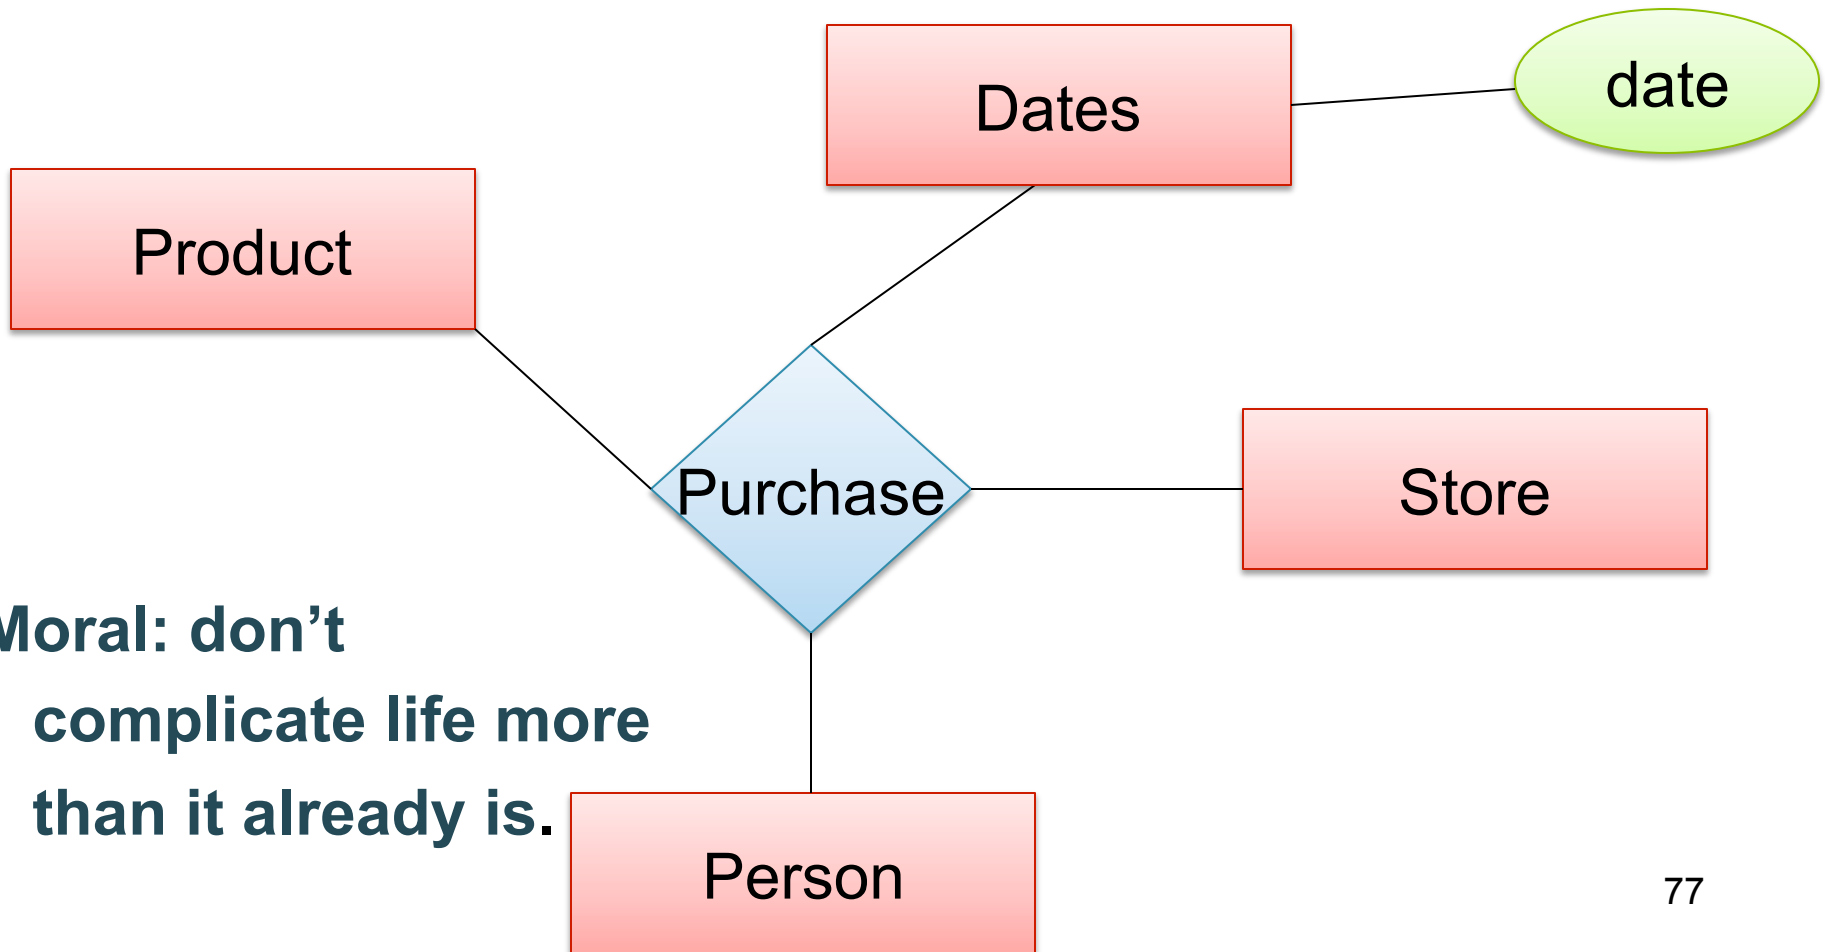 date
Dates
Product
Purchase
Store
Moral: don’t
complicate life more
than it already is.
Person
77